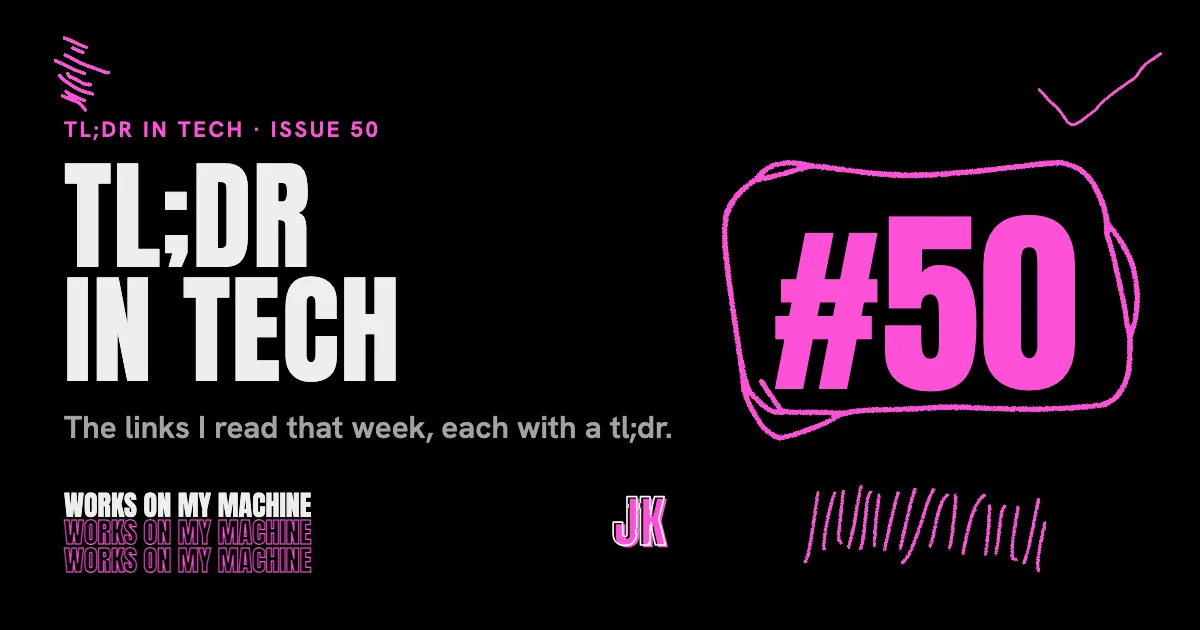 TL;DR IN TECH · ISSUE 50
TL;DR
IN TECH
#50
The links I read that week, each with a tl;dr.
WORKS ON MY MACHINE
WORKS ON MY MACHINE
WORKS ON MY MACHINE
JK